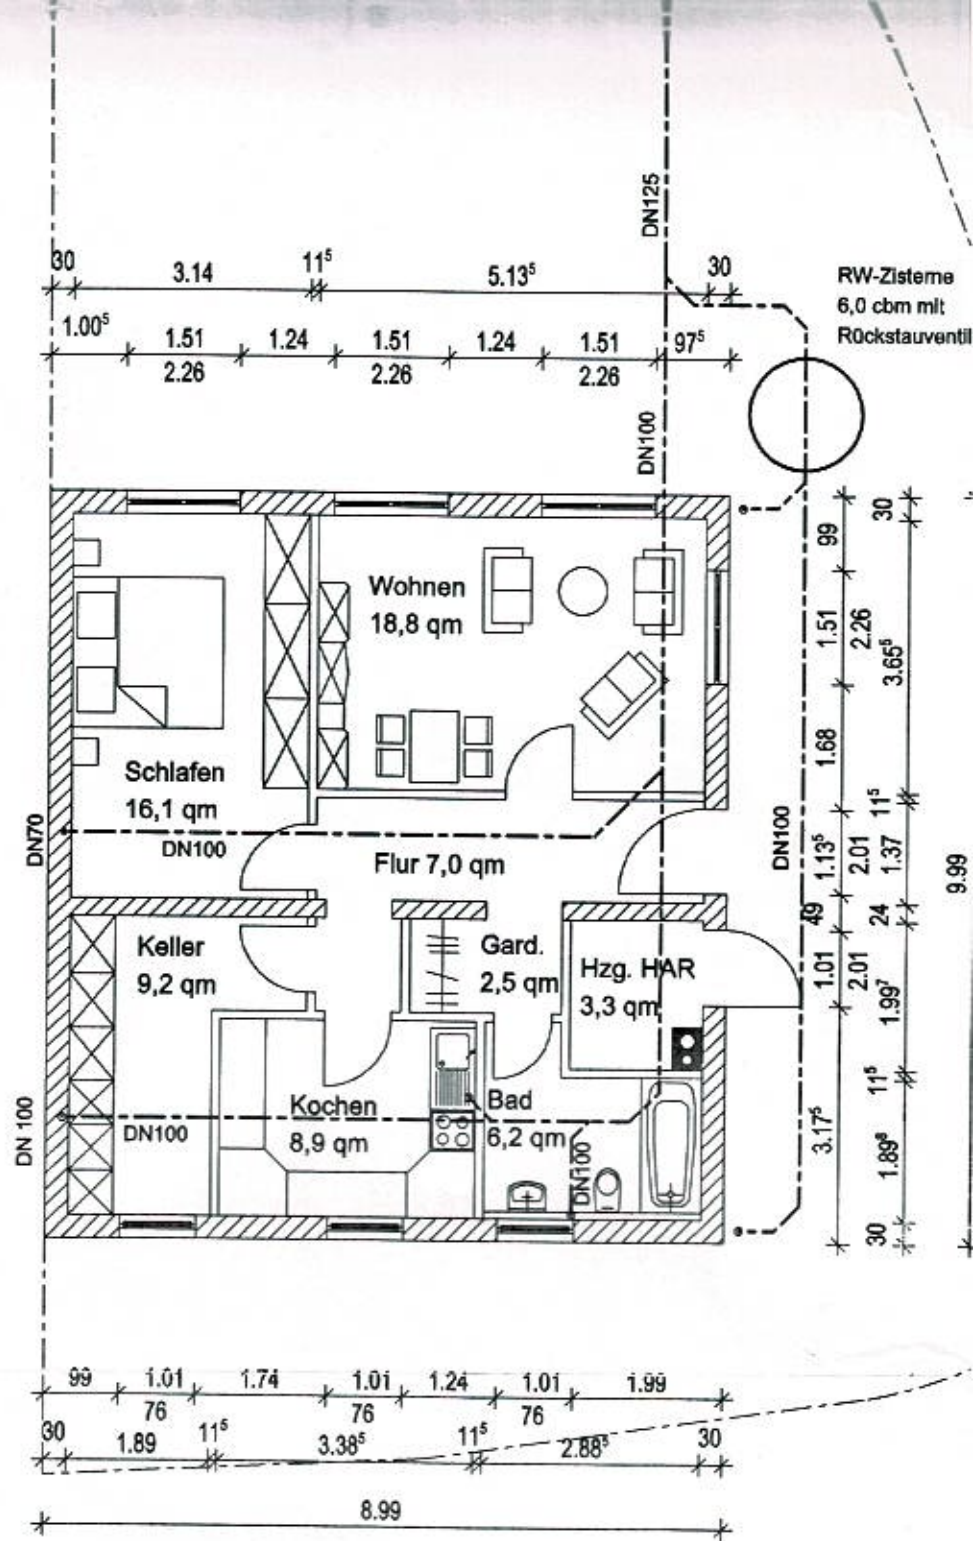 DN125
30
3.14
11⁵
5.13⁵
30
RW-Zisterne
6,0 cbm mit
Rückstauventil
1.00⁵
1.51
1.24
1.51
1.24
1.51
97⁵
2.26
2.26
2.26
DN100
30
99
Wohnen
18,8 qm
1.51
2.26
3.65⁵
1.68
Schlafen
16,1 qm
11⁵
DN70
DN100
Flur 7,0 qm
DN100
1.13⁵
2.01
1.37
9.99
49
24
Keller
9,2 qm
Gard.
2,5 qm
Hzg. HAR
3,3 qm
1.01
2.01
1.99⁷
11⁵
DN 100
DN100
Kochen
8,9 qm
Bad
6,2 qm
DN100
3.17⁵
1.89⁸
30
99
1.01
1.74
1.01
1.24
1.01
1.99
76
76
76
30
1.89
11⁵
3.38⁵
11⁵
2.88⁵
30
8.99